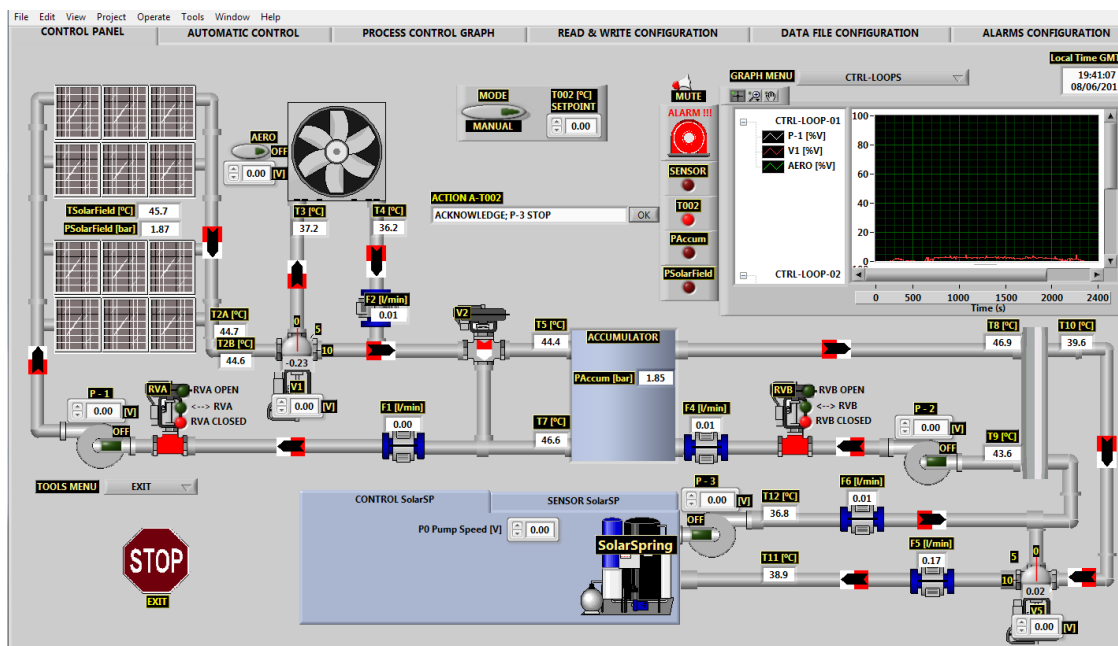 File Edit View Project Operate Tools Window Help
CONTROL PANEL AUTOMATIC CONTROL PROCESS CONTROL GRAPH READ & WRITE CONFIGURATION DATA FILE CONFIGURATION ALARMS CONFIGURATION
Local Time GMT
19:41:07
08/06/201
MODE
MANUAL
T002 [ºC]
SETPOINT
0.00
MUTE
ALARM !!!
SENSOR
T002
PAccum
PSolarField
GRAPH MENU CTRL-LOOPS
CTRL-LOOP-01
P-1 [%V]
V1 [%V]
AERO [%V]
CTRL-LOOP-02
100
80
60
40
20
0
0 500 1000 1500 2000 2400
Time (s)
AERO
OFF
0.00 [V]
TSolarField [ºC] 45.7
PSolarField [bar] 1.87
T3 [ºC]
37.2
T4 [ºC]
36.2
ACTION A-T002
ACKNOWLEDGE; P-3 STOP OK
F2 [l/min]
0.01
T2A [ºC]
44.7
T2B [ºC]
44.6
0
5
10
-0.23
V1
0.00 [V]
V2
T5 [ºC]
44.4
ACCUMULATOR
PAccum [bar] 1.85
T8 [ºC]
46.9
T10 [ºC]
39.6
P - 1
0.00 [V]
OFF
RVA
RVA OPEN
<--> RVA
RVA CLOSED
F1 [l/min]
0.00
T7 [ºC]
46.6
F4 [l/min]
0.01
RVB
RVB OPEN
<--> RVB
RVB CLOSED
P - 2
0.00 [V]
OFF
T9 [ºC]
43.6
TOOLS MENU EXIT
STOP
EXIT
CONTROL SolarSP SENSOR SolarSP
P0 Pump Speed [V] 0.00
SolarSpring
P - 3
0.00 [V]
OFF
T12 [ºC]
36.8
F6 [l/min]
0.01
T11 [ºC]
38.9
F5 [l/min]
0.17
5
0
10
0.02
V5
0.00 [V]